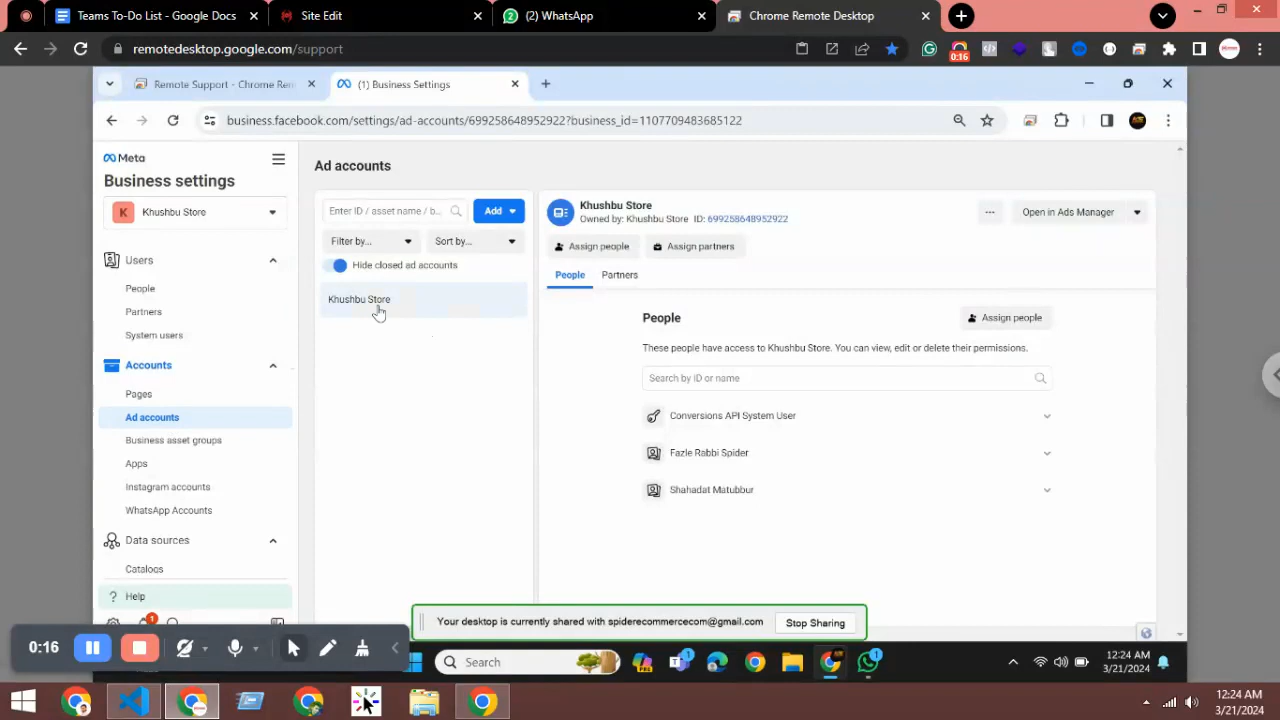 Teams To-Do List - Google Docs
Site Edit
(2) WhatsApp
Chrome Remote Desktop
remotedesktop.google.com/support
0:16
Remote Support - Chrome Rem
(1) Business Settings
business.facebook.com/settings/ad-accounts/699258648952922?business_id=1107709483685122
Meta
Business settings
K
Khushbu Store
Users
People
Partners
System users
Accounts
Pages
Ad accounts
Business asset groups
Apps
Instagram accounts
WhatsApp Accounts
Data sources
Catalogs
? Help
1
Ad accounts
Enter ID / asset name / b...
Add
Filter by...
Sort by...
Hide closed ad accounts
Khushbu Store
Khushbu Store
Owned by: Khushbu Store ID: 699258648952922
... Open in Ads Manager
Assign people
Assign partners
People
Partners
People
Assign people
These people have access to Khushbu Store. You can view, edit or delete their permissions.
Search by ID or name
Conversions API System User
Fazle Rabbi Spider
Shahadat Matubbur
Your desktop is currently shared with spiderecommercecom@gmail.com
Stop Sharing
0:16
Search
1
1
12:24 AM
3/21/2024
12:24 AM
3/21/2024